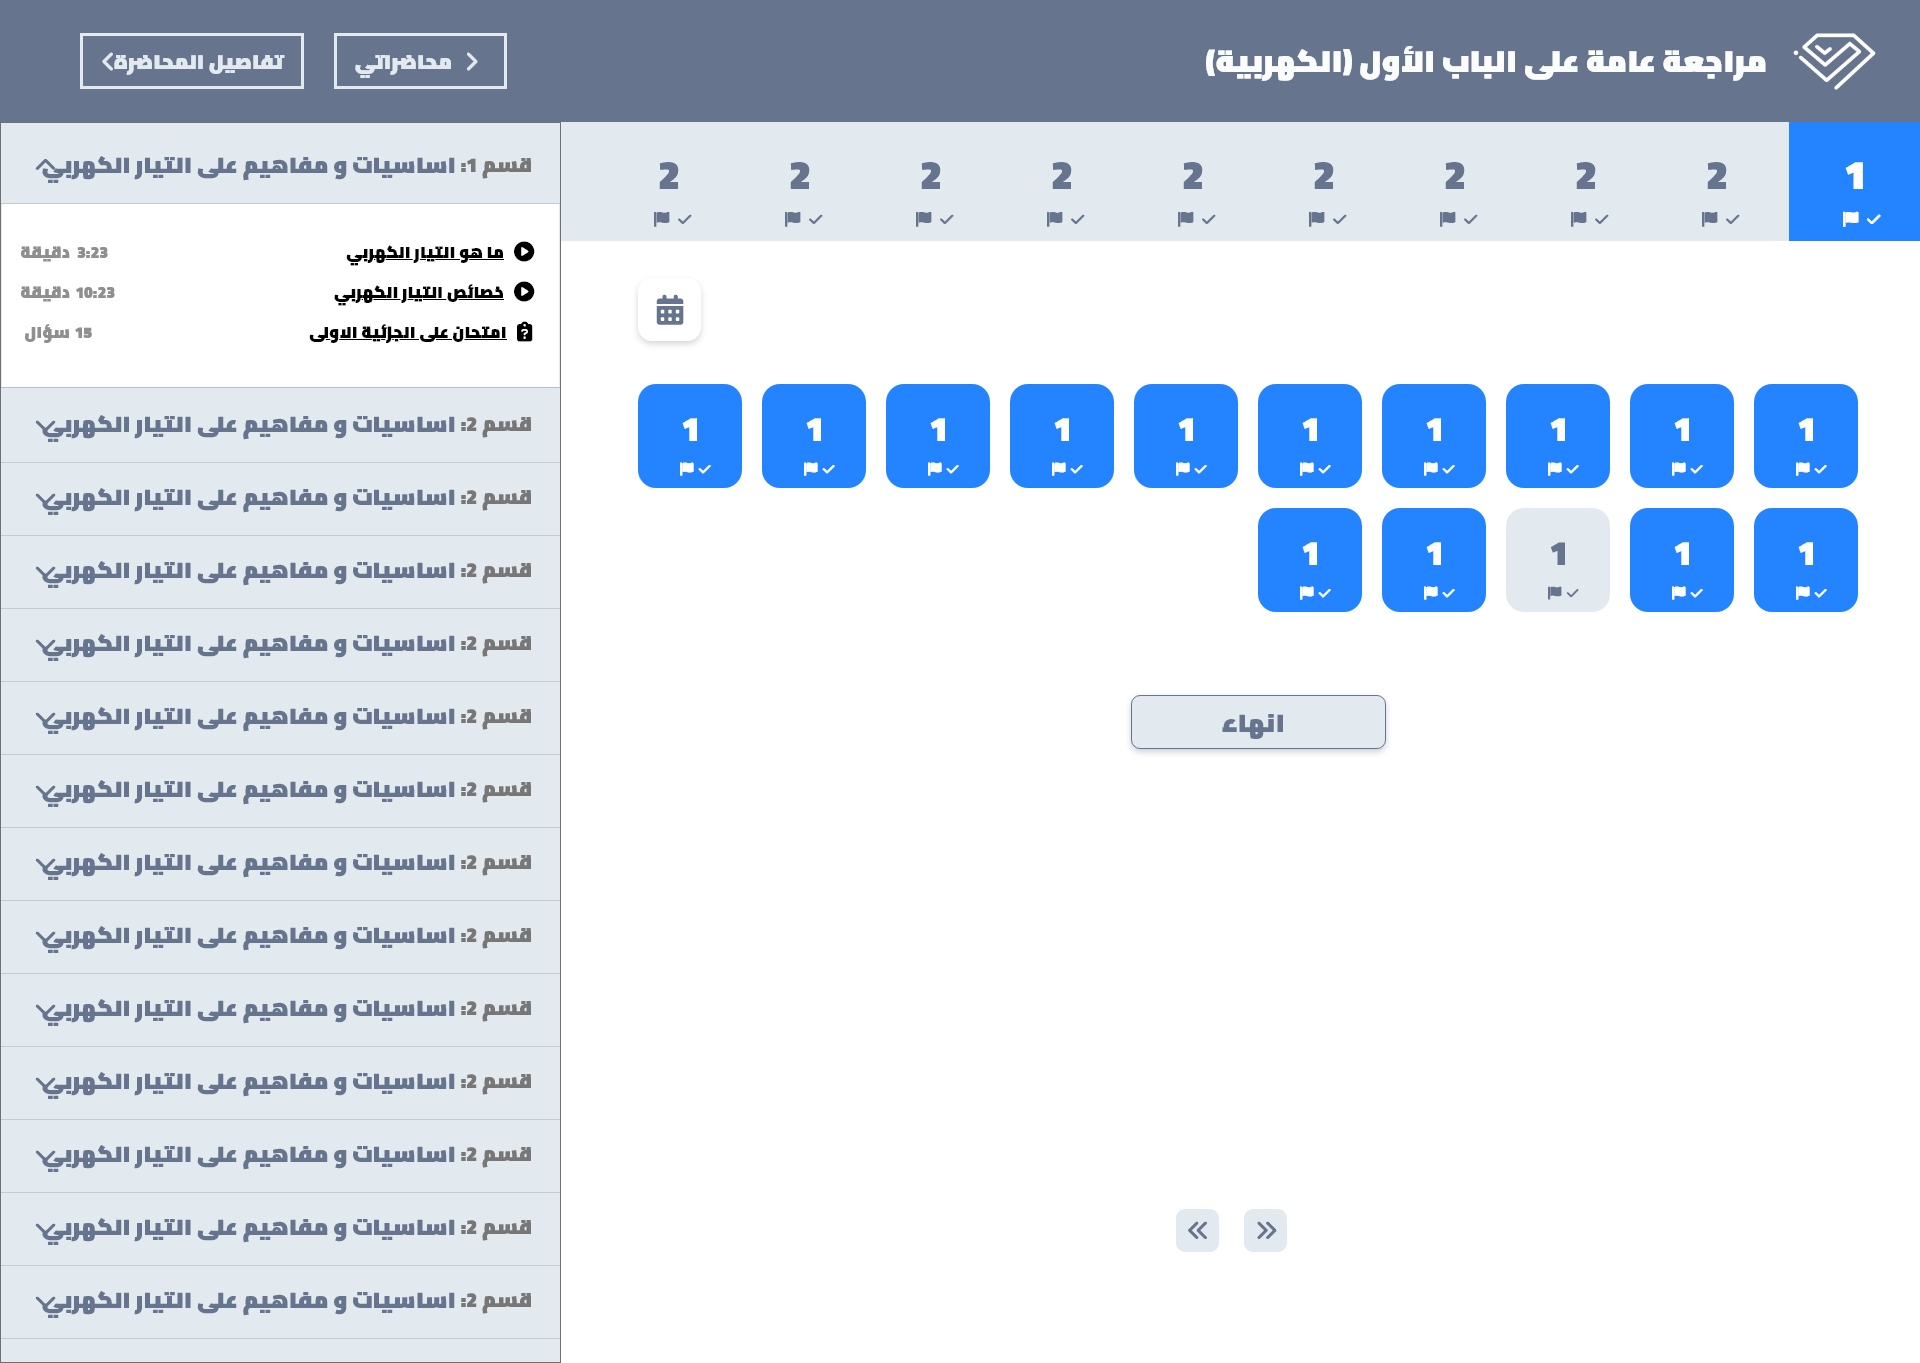 مراجعة عامة على الباب الأول (الكهربية)
محاضراتي
تفاصيل المحاضرة
1
2
2
2
2
2
2
2
2
2
1 1 1 1 1 1 1 1 1 1
1 1 1 1 1
انهاء
قسم 1: اساسيات و مفاهيم على التيار الكهربي
ما هو التيار الكهربي 3:23 دقيقة
خصائص التيار الكهربي 10:23 دقيقة
امتحان على الجزئية الاولى 15 سؤال
قسم 2: اساسيات و مفاهيم على التيار الكهربي
قسم 2: اساسيات و مفاهيم على التيار الكهربي
قسم 2: اساسيات و مفاهيم على التيار الكهربي
قسم 2: اساسيات و مفاهيم على التيار الكهربي
قسم 2: اساسيات و مفاهيم على التيار الكهربي
قسم 2: اساسيات و مفاهيم على التيار الكهربي
قسم 2: اساسيات و مفاهيم على التيار الكهربي
قسم 2: اساسيات و مفاهيم على التيار الكهربي
قسم 2: اساسيات و مفاهيم على التيار الكهربي
قسم 2: اساسيات و مفاهيم على التيار الكهربي
قسم 2: اساسيات و مفاهيم على التيار الكهربي
قسم 2: اساسيات و مفاهيم على التيار الكهربي
قسم 2: اساسيات و مفاهيم على التيار الكهربي